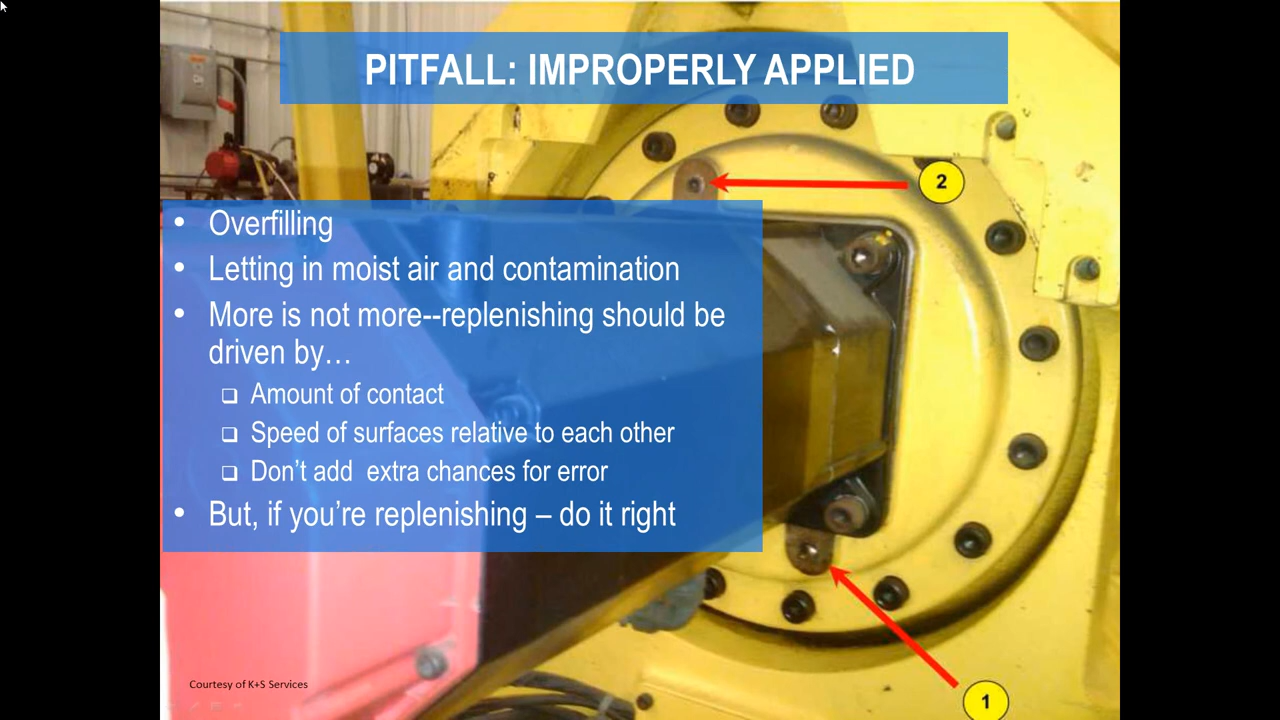 PITFALL: IMPROPERLY APPLIED
2
• Overfilling
• Letting in moist air and contamination
• More is not more--replenishing should be
driven by…
❑ Amount of contact
❑ Speed of surfaces relative to each other
❑ Don’t add  extra chances for error
• But, if you’re replenishing – do it right
Courtesy of K+S Services
1